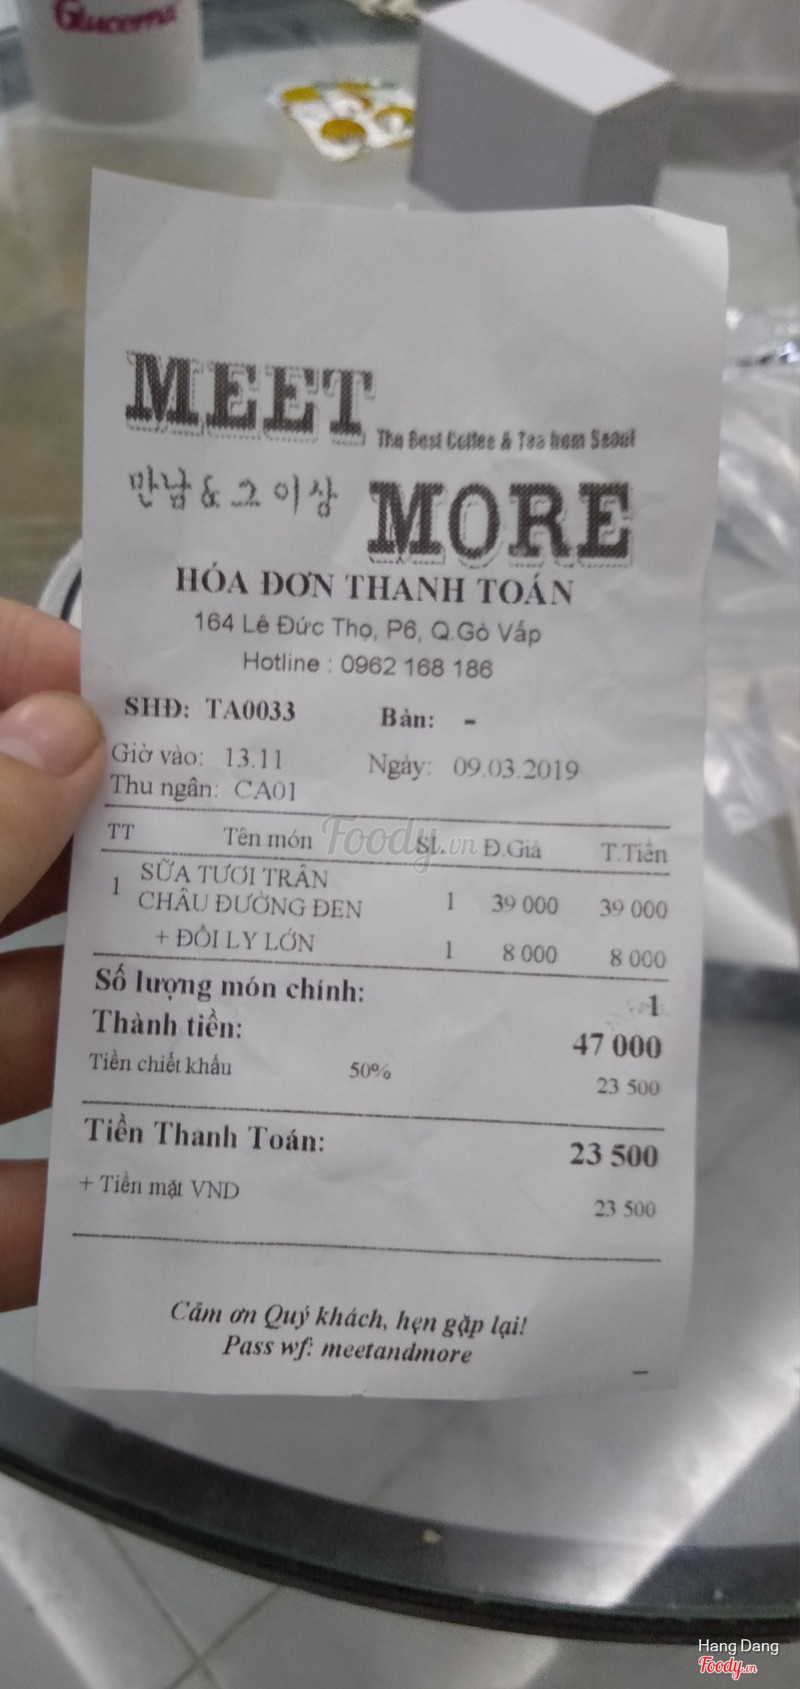 Glucerna
MEET
The Best Coffee & Tea from Seoul
만남 & 그 이상
MORE
HÓA ĐƠN THANH TOÁN
164 Lê Đức Thọ, P6, Q.Gò Vấp
Hotline : 0962 168 186
SHĐ: TA0033 Bàn: -
Giờ vào: 13.11 Ngày: 09.03.2019
Thu ngân: CA01
TT Tên món SL. Đ.Giá T.Tiền
Foody.vn
1 SỮA TƯƠI TRÂN
CHÂU ĐƯỜNG ĐEN 1 39 000 39 000
+ ĐỔI LY LỚN 1 8 000 8 000
Số lượng món chính: 1
Thành tiền: 47 000
Tiền chiết khấu 50% 23 500
Tiền Thanh Toán: 23 500
+ Tiền mặt VND 23 500
Cảm ơn Quý khách, hẹn gặp lại!
Pass wf: meetandmore
Hang Dang
Foody.vn